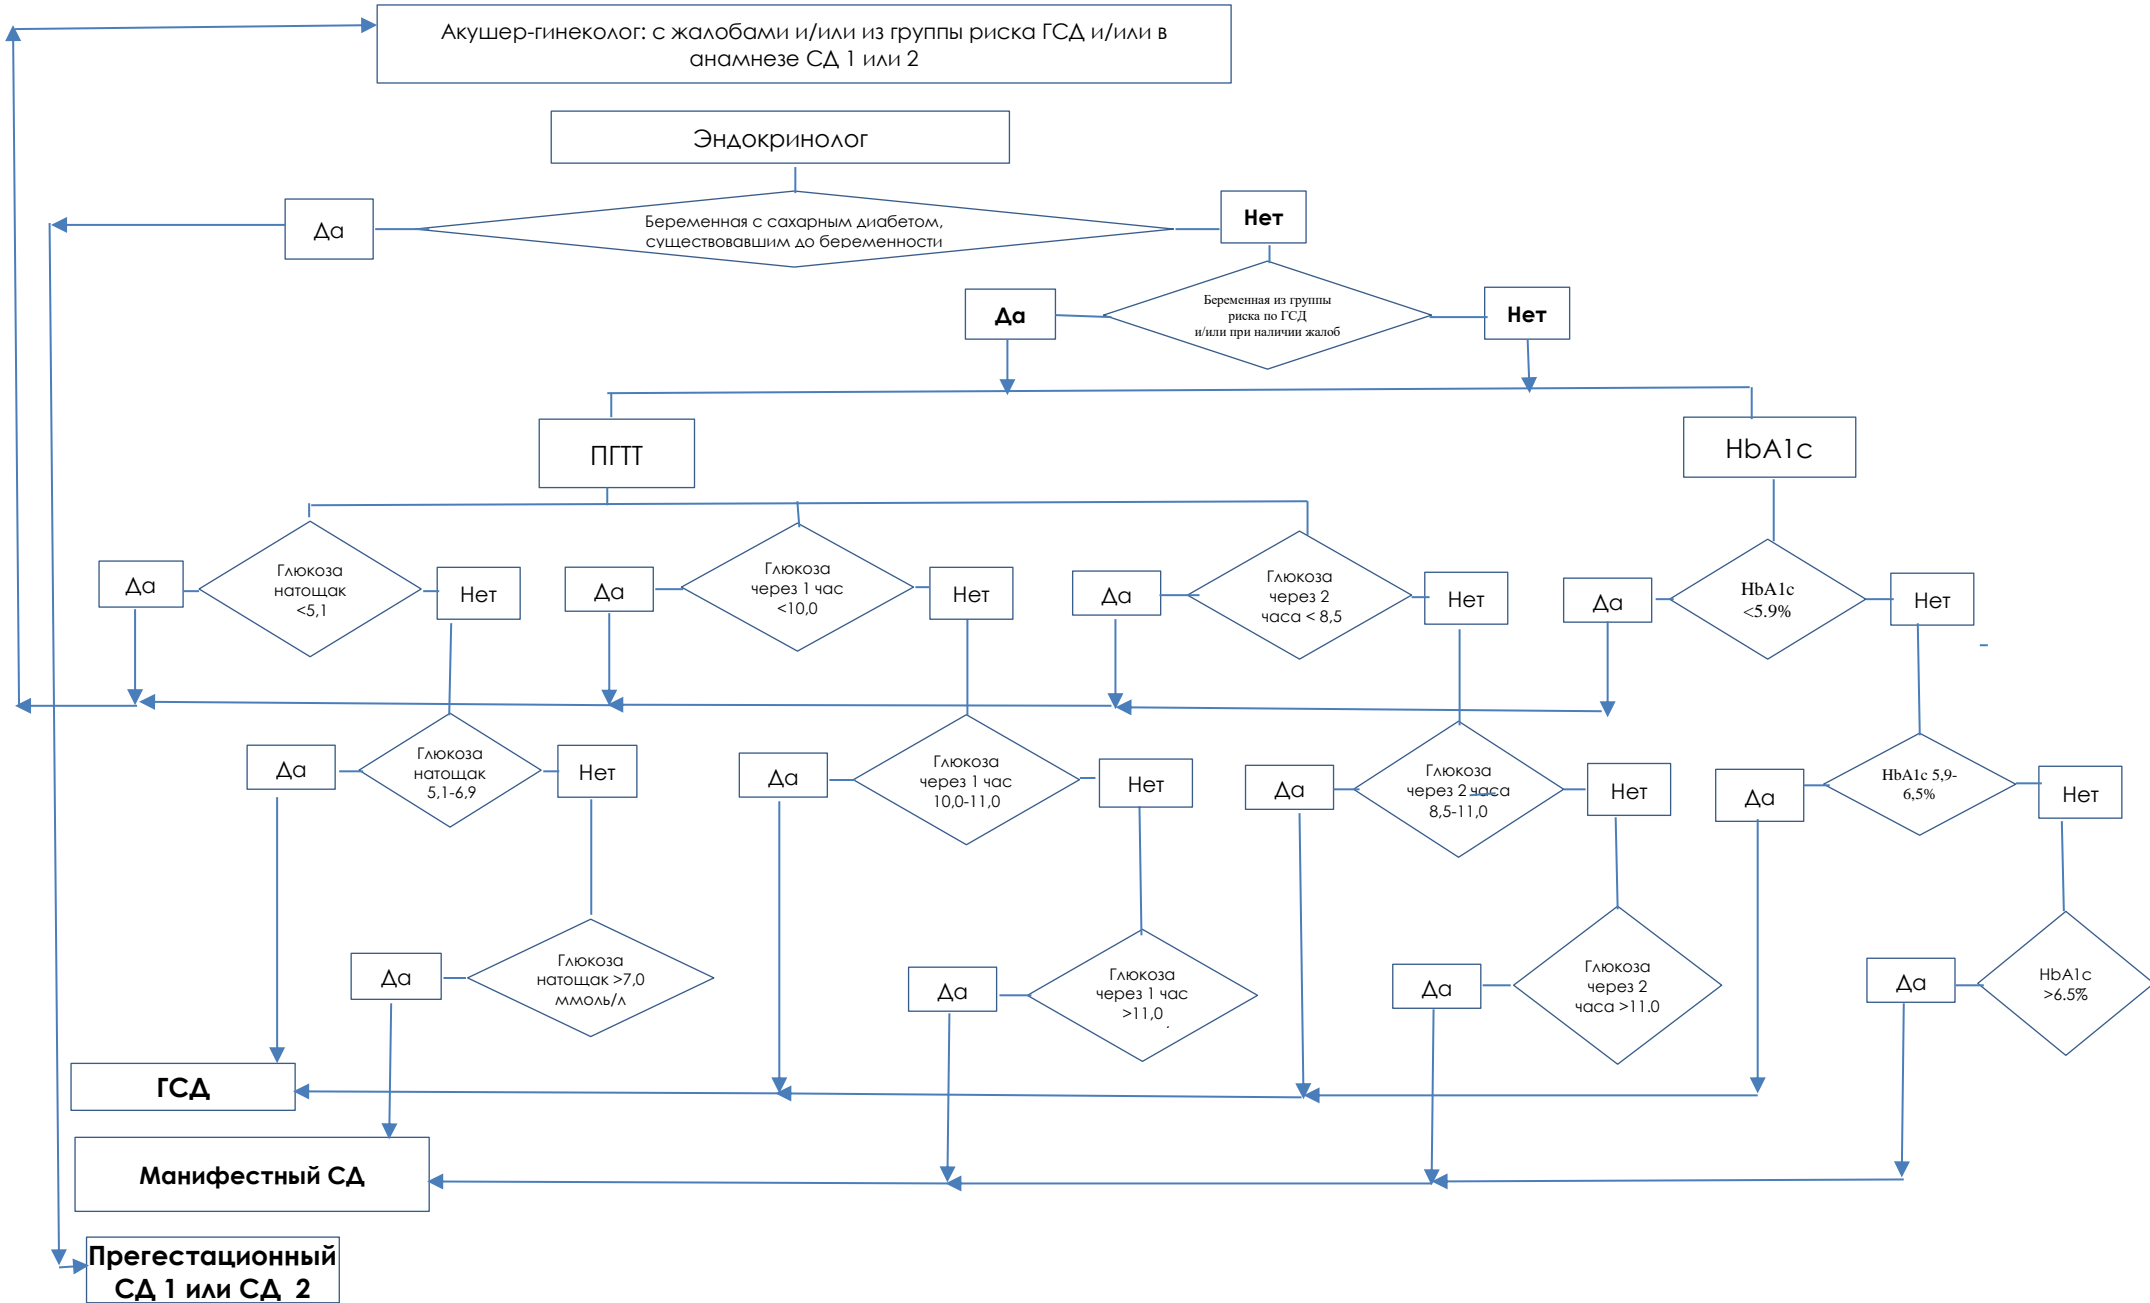 Акушер-гинеколог: с жалобами и/или из группы риска ГСД и/или в
анамнезе СД 1 или 2
Эндокринолог
Да
Беременная с сахарным диабетом,
существовавшим до беременности
Нет
Да
Беременная из группы
риска по ГСД
и/или при наличии жалоб
Нет
ПГТТ
HbA1c
Да
Глюкоза
натощак
<5,1
Нет
Да
Глюкоза
через 1 час
<10,0
Нет
Да
Глюкоза
через 2
часа < 8,5
Нет
Да
HbA1c
<5.9%
Нет
Да
Глюкоза
натощак
5,1-6,9
Нет
Да
Глюкоза
через 1 час
10,0-11,0
Нет
Да
Глюкоза
через 2 часа
8,5-11,0
Нет
Да
HbA1c 5,9-
6,5%
Нет
Да
Глюкоза
натощак >7,0
ммоль/л
Да
Глюкоза
через 1 час
>11,0
Да
Глюкоза
через 2
часа >11.0
Да
HbA1c
>6.5%
ГСД
Манифестный СД
Прегестационный
СД 1 или СД 2